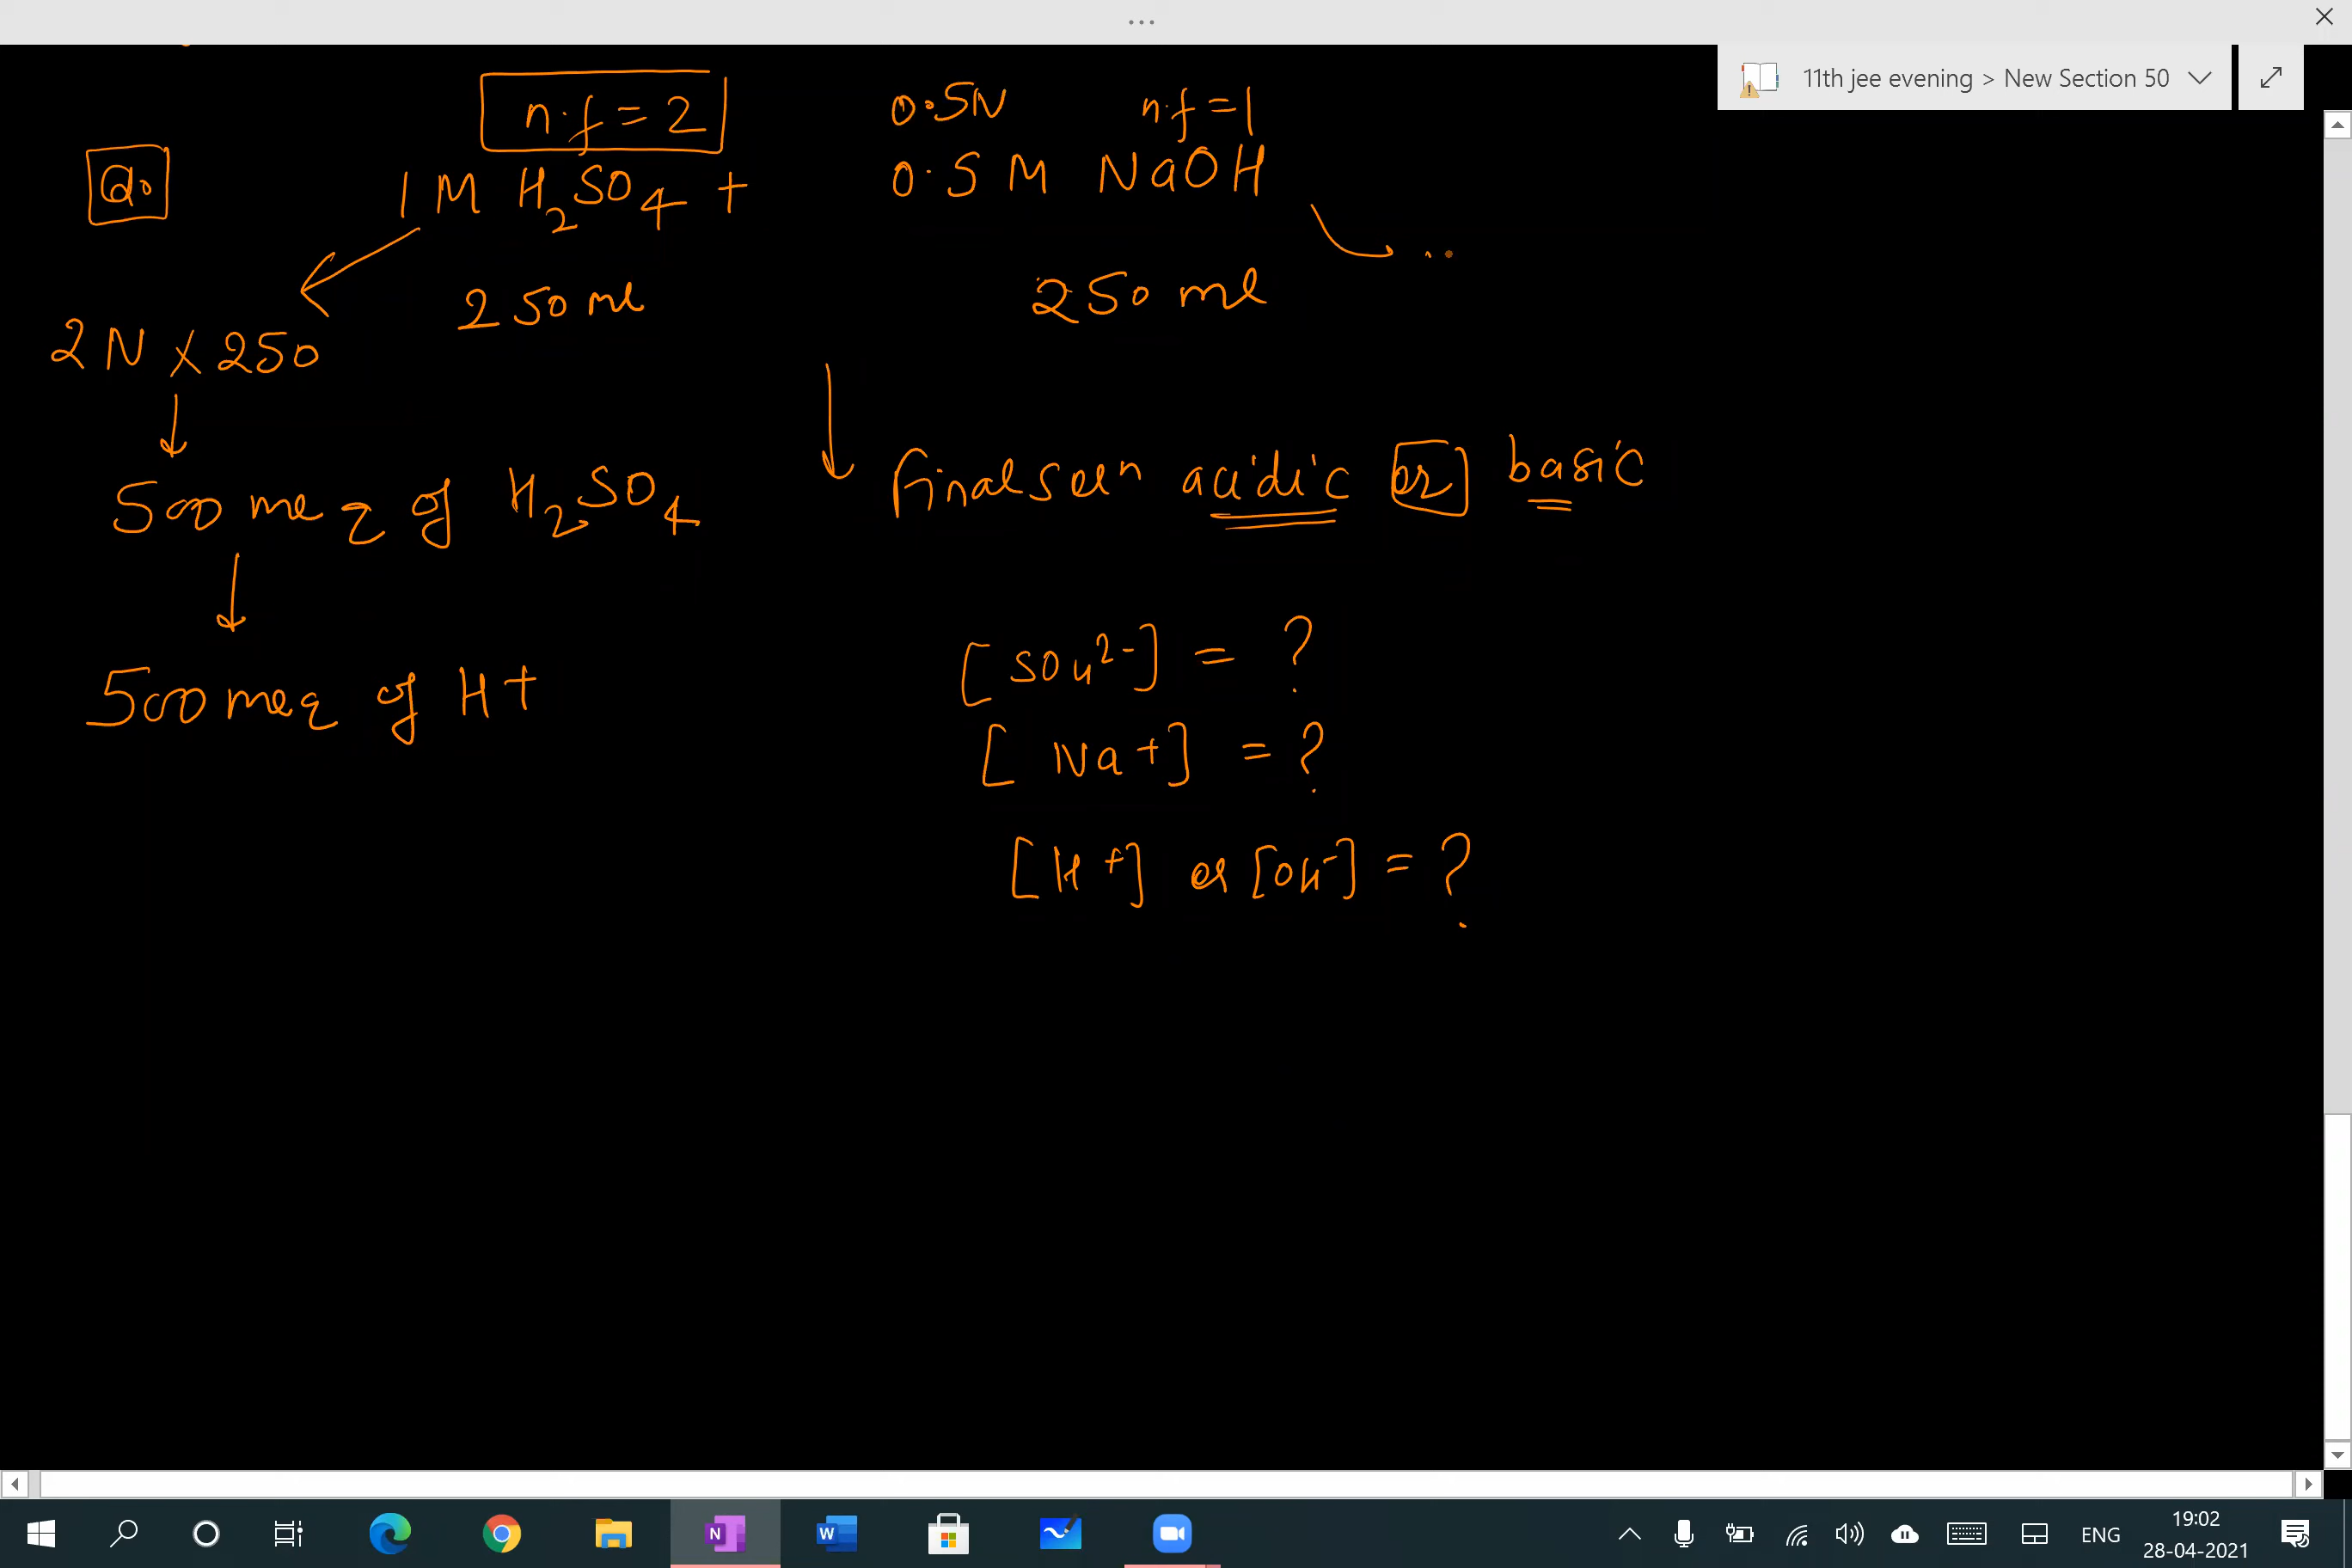 ...
11th jee evening > New Section 50
n.f = 2
0.5N n.f = 1
Q.
1 M H2SO4 + 0.5 M NaOH
250 ml 250 ml
2N x 250
500 meq of H2SO4
Final soln acidic or basic
500 meq of H+
[SO4^2-] = ?
[Na+] = ?
[H+] or [OH-] = ?
ENG
19:02
28-04-2021